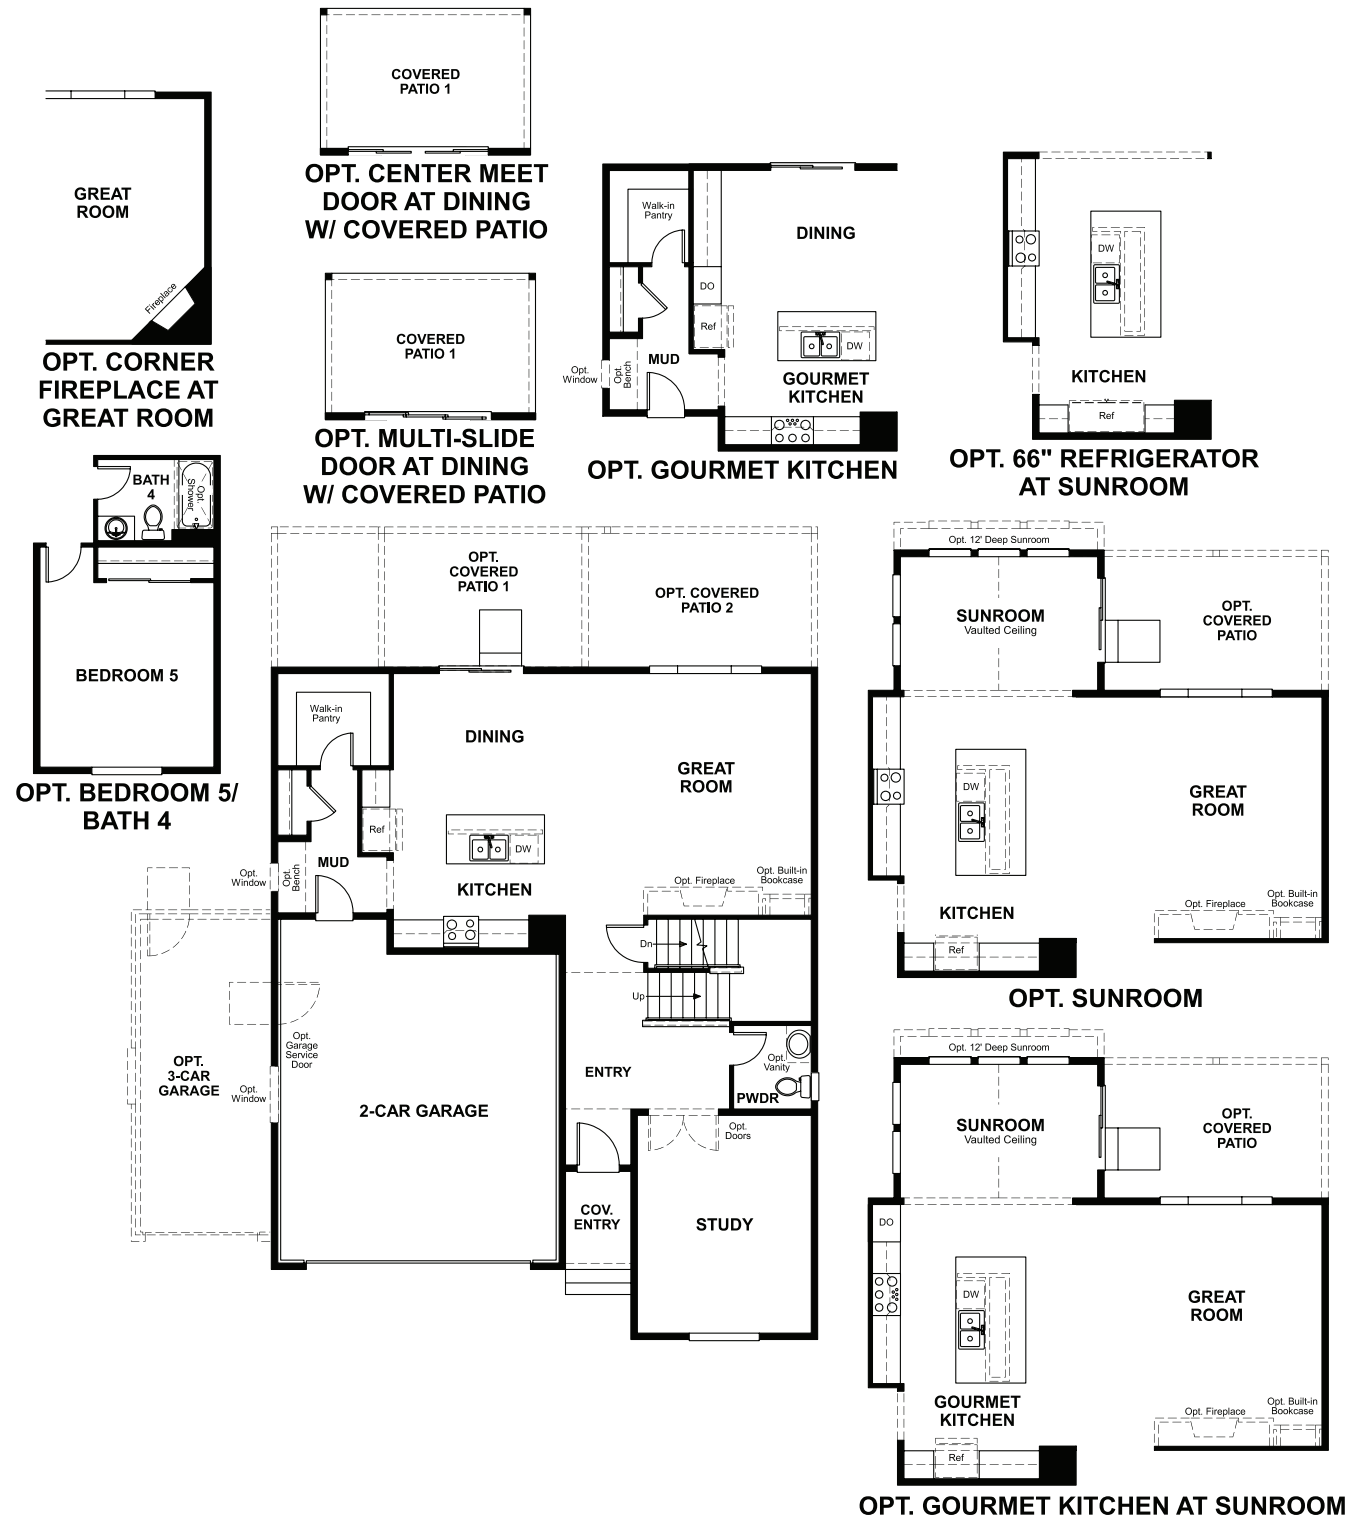 COVERED
PATIO 1
OPT. CENTER MEET
DOOR AT DINING
W/ COVERED PATIO
GREAT
ROOM
Fireplace
OPT. CORNER
FIREPLACE AT
GREAT ROOM
COVERED
PATIO 1
OPT. MULTI-SLIDE
DOOR AT DINING
W/ COVERED PATIO
Walk-in
Pantry
DINING
DO
Ref
MUD
Opt.
Window
Opt.
Bench
DW
GOURMET
KITCHEN
OPT. GOURMET KITCHEN
DW
KITCHEN
Ref
OPT. 66" REFRIGERATOR
AT SUNROOM
BATH
4
Opt.
Shower
BEDROOM 5
OPT. BEDROOM 5/
BATH 4
OPT.
COVERED
PATIO 1
OPT. COVERED
PATIO 2
Walk-in
Pantry
DINING
GREAT
ROOM
Ref
MUD
Opt.
Window
Opt.
Bench
DW
KITCHEN
Opt. Fireplace
Opt. Built-in
Bookcase
Dn
Up
Opt.
Garage
Service
Door
OPT.
3-CAR
GARAGE
Opt.
Window
2-CAR GARAGE
ENTRY
Opt.
Vanity
PWDR
Opt.
Doors
COV.
ENTRY
STUDY
Opt. 12' Deep Sunroom
SUNROOM
Vaulted Ceiling
OPT.
COVERED
PATIO
DW
GREAT
ROOM
KITCHEN
Ref
Opt. Fireplace
Opt. Built-in
Bookcase
OPT. SUNROOM
Opt. 12' Deep Sunroom
SUNROOM
Vaulted Ceiling
OPT.
COVERED
PATIO
DO
DW
GREAT
ROOM
GOURMET
KITCHEN
Ref
Opt. Fireplace
Opt. Built-in
Bookcase
OPT. GOURMET KITCHEN AT SUNROOM